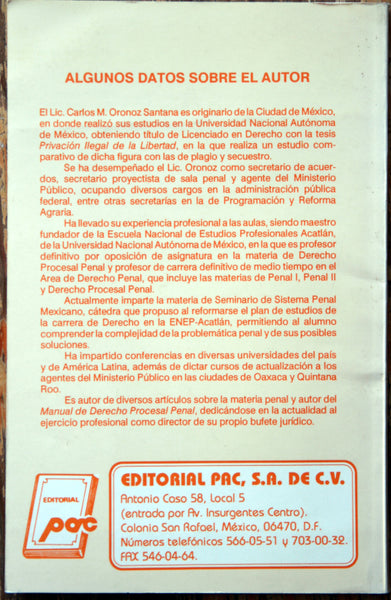 ALGUNOS DATOS SOBRE EL AUTOR
El Lic. Carlos M. Oronoz Santana es originario de la Ciudad de México,
en donde realizó sus estudios en la Universidad Nacional Autónoma
de México, obteniendo título de Licenciado en Derecho con la tesis
Privación Ilegal de la Libertad, en la que realiza un estudio com-
parativo de dicha figura con las de plagio y secuestro.
Se ha desempeñado el Lic. Oronoz como secretario de acuer-
dos, secretario proyectista de sala penal y agente del Ministerio
Público, ocupando diversos cargos en la administración pública
federal, entre otras secretarías en la de Programación y Reforma
Agraria.
Ha llevado su experiencia profesional a las aulas, siendo maestro
fundador de la Escuela Nacional de Estudios Profesionales Acatlán,
de la Universidad Nacional Autónoma de México, en la que es profesor
definitivo por oposición de asignatura en la materia de Derecho
Procesal Penal y profesor de carrera definitivo de medio tiempo en el
Area de Derecho Penal, que incluye las materias de Penal I, Penal II
y Derecho Procesal Penal.
Actualmente imparte la materia de Seminario de Sistema Penal
Mexicano, cátedra que propuso al reformarse el plan de estudios de
la carrera de Derecho en la ENEP-Acatlán, permitiendo al alumno
comprender la complejidad de la problemática penal y de sus posibles
soluciones.
Ha impartido conferencias en diversas universidades del país
y de América Latina, además de dictar cursos de actualización a los
agentes del Ministerio Público en las ciudades de Oaxaca y Quintana
Roo.
Es autor de diversos artículos sobre la materia penal y autor del
Manual de Derecho Procesal Penal, dedicándose en la actualidad al
ejercicio profesional como director de su propio bufete jurídico.
EDITORIAL
pac
EDITORIAL PAC, S.A. DE C.V.
Antonio Caso 58, Local 5
(entrada por Av. Insurgentes Centro).
Colonia San Rafael, México, 06470, D.F.
Números telefónicos 566-05-51 y 703-00-32.
FAX 546-04-64.